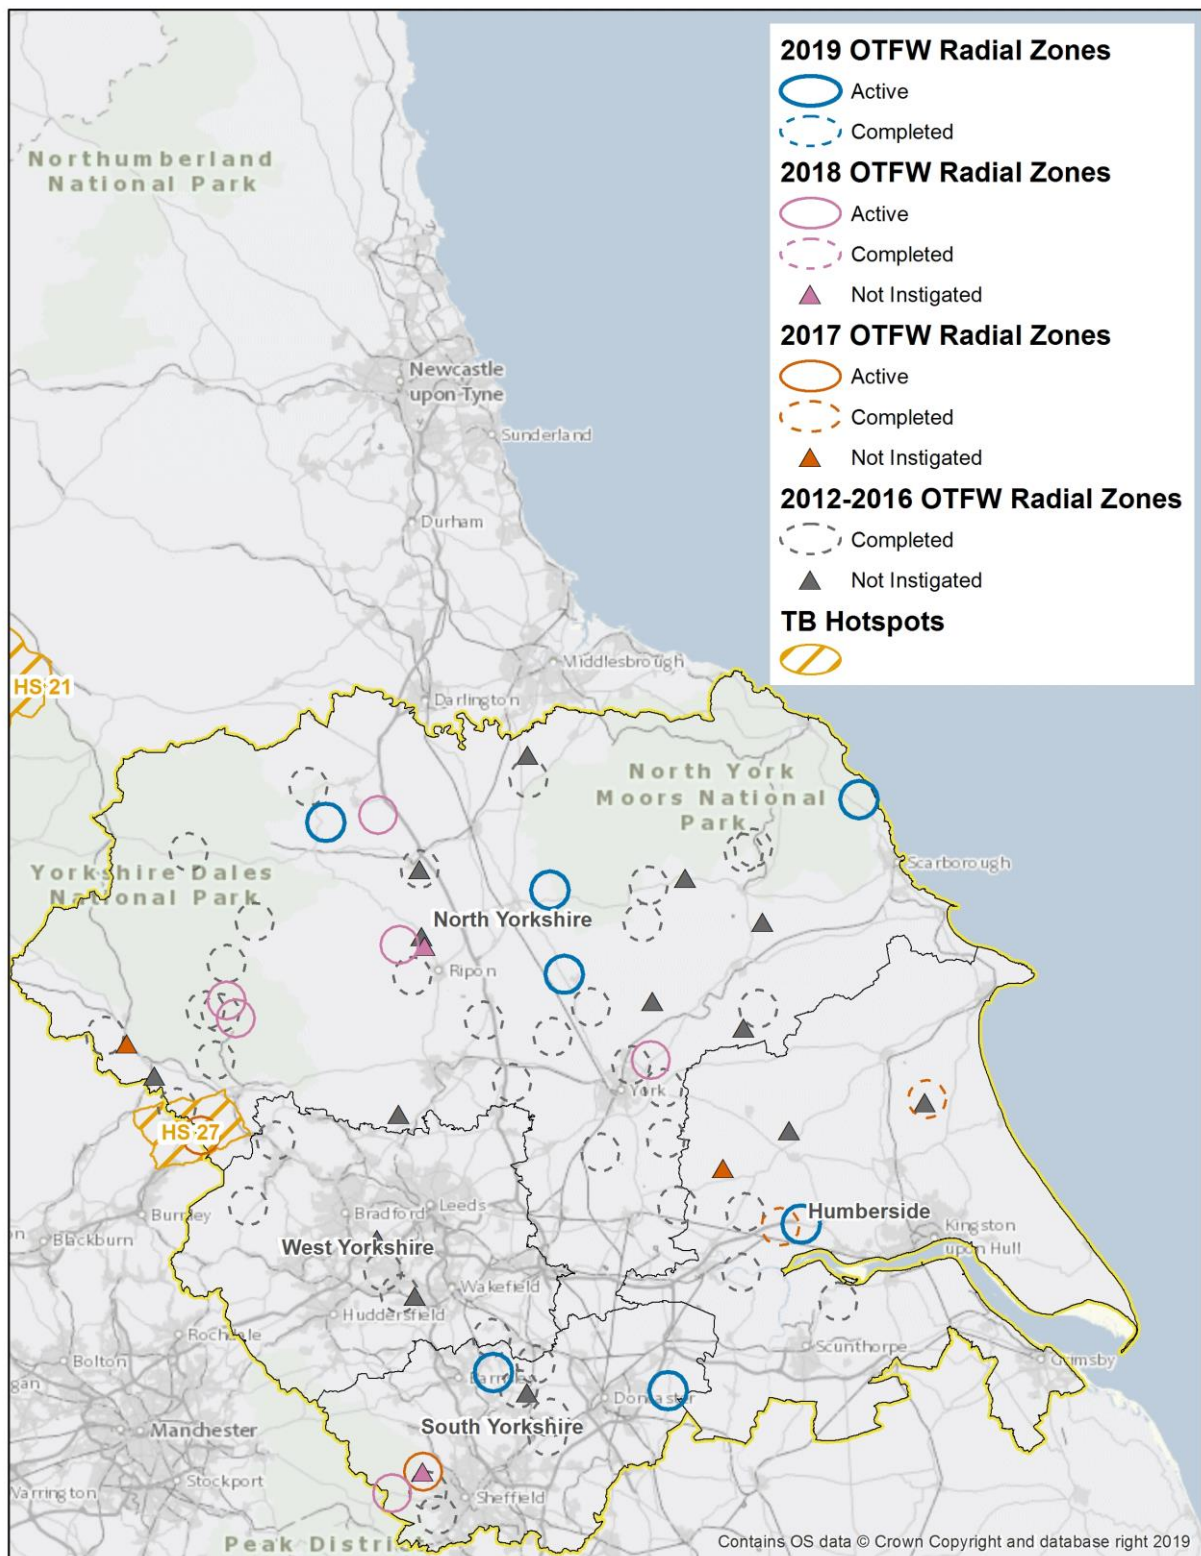 2019 OTFW Radial Zones
Active
Completed
2018 OTFW Radial Zones
Active
Completed
Not Instigated
2017 OTFW Radial Zones
Active
Completed
Not Instigated
2012-2016 OTFW Radial Zones
Completed
Not Instigated
TB Hotspots
Northumberland
National Park
Newcastle
upon Tyne
Sunderland
Durham
Middlesbrough
HS 21
Darlington
North York
Moors National
Park
Scarborough
Yorkshire Dales
National Park
North Yorkshire
Ripon
York
HS 27
Burnley
Blackburn
Bradford
Leeds
West Yorkshire
Humberside
Kingston
upon Hull
Wakefield
Huddersfield
Rochdale
Bolton
Scunthorpe
Grimsby
Doncaster
South Yorkshire
Manchester
Stockport
Warrington
Sheffield
Peak Distri
Contains OS data © Crown Copyright and database right 2019